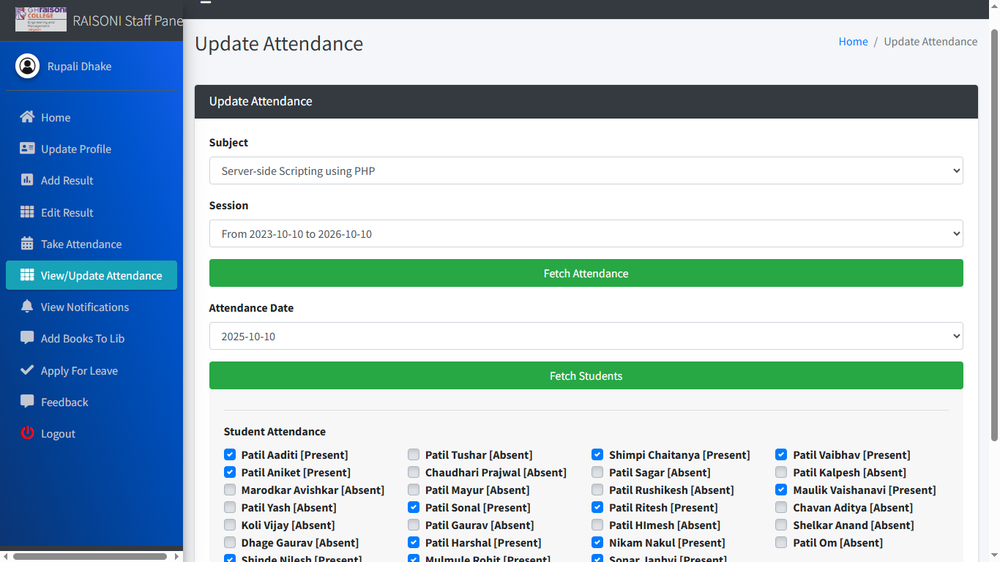 GHRaisoni
COLLEGE
Engineering and
Management
RAISONI Staff Pane
Rupali Dhake
Home
Update Profile
Add Result
Edit Result
Take Attendance
View/Update Attendance
View Notifications
Add Books To Lib
Apply For Leave
Feedback
Logout
Update Attendance
Home / Update Attendance
Update Attendance
Subject
Server-side Scripting using PHP
Session
From 2023-10-10 to 2026-10-10
Fetch Attendance
Attendance Date
2025-10-10
Fetch Students
Student Attendance
Patil Aaditi [Present] Patil Tushar [Absent] Shimpi Chaitanya [Present] Patil Vaibhav [Present]
Patil Aniket [Present] Chaudhari Prajwal [Absent] Patil Sagar [Absent] Patil Kalpesh [Absent]
Marodkar Avishkar [Absent] Patil Mayur [Absent] Patil Rushikesh [Absent] Maulik Vaishanavi [Present]
Patil Yash [Absent] Patil Sonal [Present] Patil Ritesh [Present] Chavan Aditya [Absent]
Koli Vijay [Absent] Patil Gaurav [Absent] Patil HImesh [Absent] Shelkar Anand [Absent]
Dhage Gaurav [Absent] Patil Harshal [Present] Nikam Nakul [Present] Patil Om [Absent]
Shinde Nilesh [Present] Mulmule Rohit [Present] Sonar Janhvi [Present]